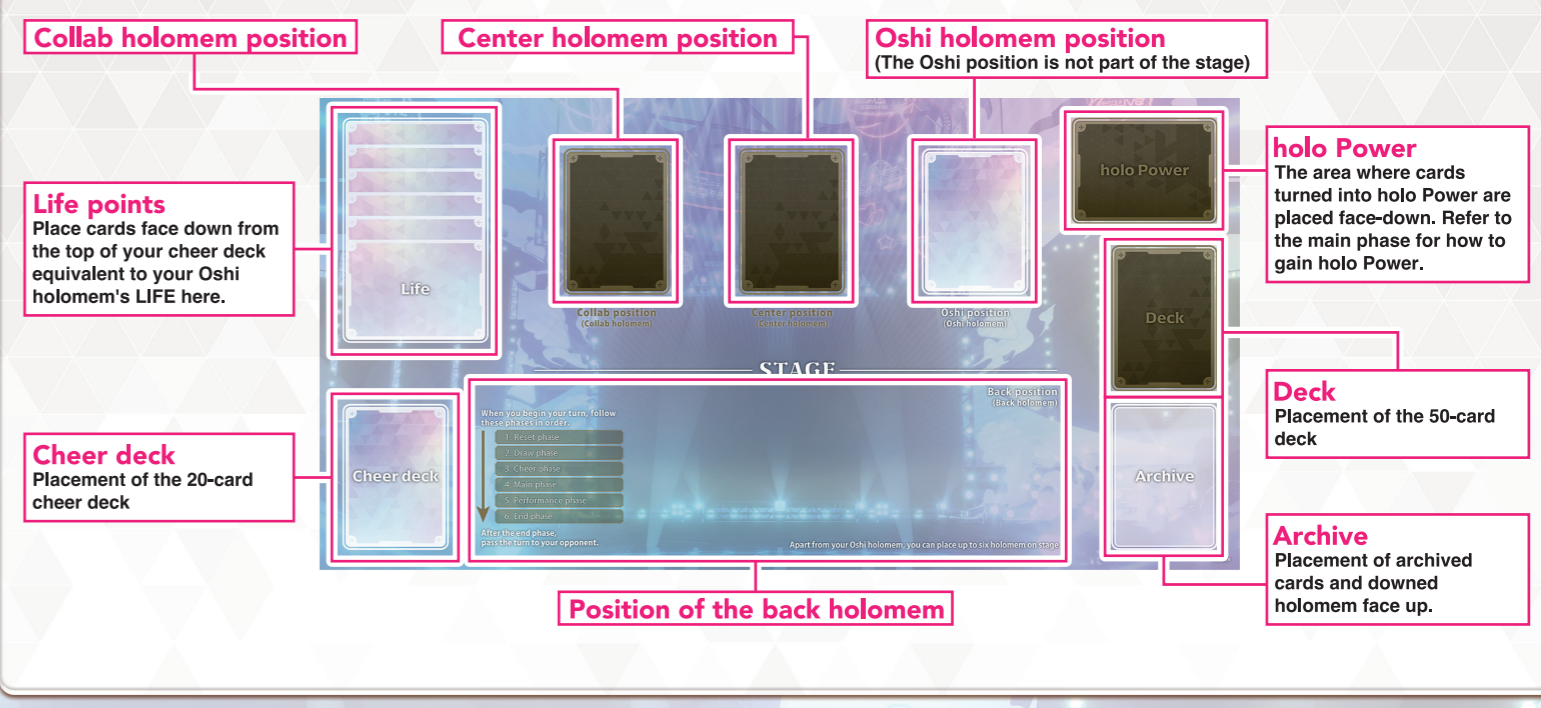 Collab holomem position
Center holomem position
Oshi holomem position
(The Oshi position is not part of the stage)
Life points
Place cards face down from
the top of your cheer deck
equivalent to your Oshi
holomem's LIFE here.
Life
Collab position
(Collab holomem)
Center position
(Center holomem)
Oshi position
(Oshi holomem)
holo Power
holo Power
The area where cards
turned into holo Power are
placed face-down. Refer to
the main phase for how to
gain holo Power.
Deck
STAGE
Back position
(Back holomem)
When you begin your turn, follow
these phases in order.
1. Reset phase
2. Draw phase
3. Cheer phase
4. Main phase
5. Performance phase
6. End phase
After the end phase,
pass the turn to your opponent.
Apart from your Oshi holomem, you can place up to six holomem on stage.
Cheer deck
Placement of the 20-card
cheer deck
Cheer deck
Archive
Deck
Placement of the 50-card
deck
Archive
Placement of archived
cards and downed
holomem face up.
Position of the back holomem